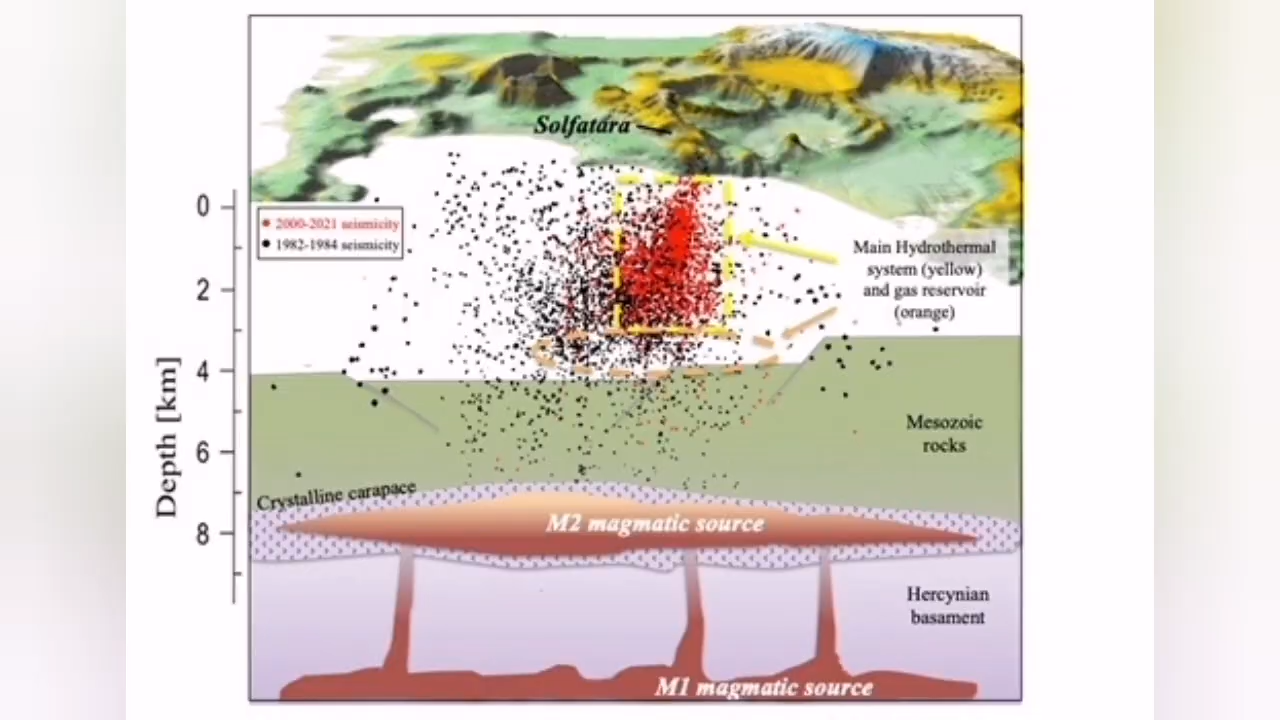 Solfatara
0
2000-2021 seismicity
1982-1984 seismicity
Main Hydrothermal
system (yellow)
and gas reservoir
(orange)
2
4
Depth [km]
Mesozoic
rocks
6
Crystalline carapace
M2 magmatic source
8
Hercynian
basament
M1 magmatic source